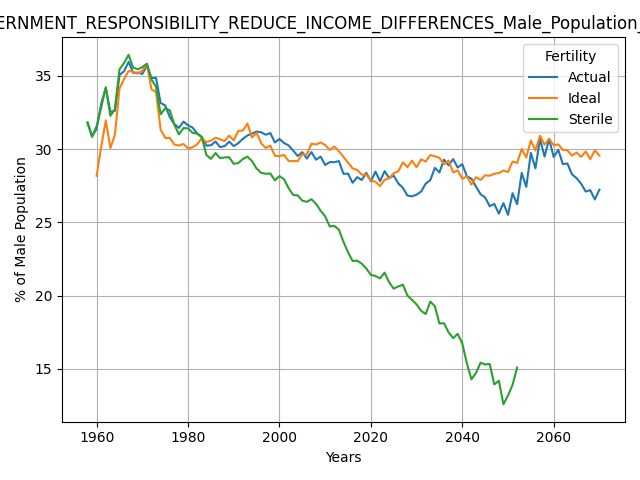 ERNMENT_RESPONSIBILITY_REDUCE_INCOME_DIFFERENCES_Male_Population_
Fertility
Actual
Ideal
Sterile
% of Male Population
35
30
25
20
15
1960 1980 2000 2020 2040 2060
Years